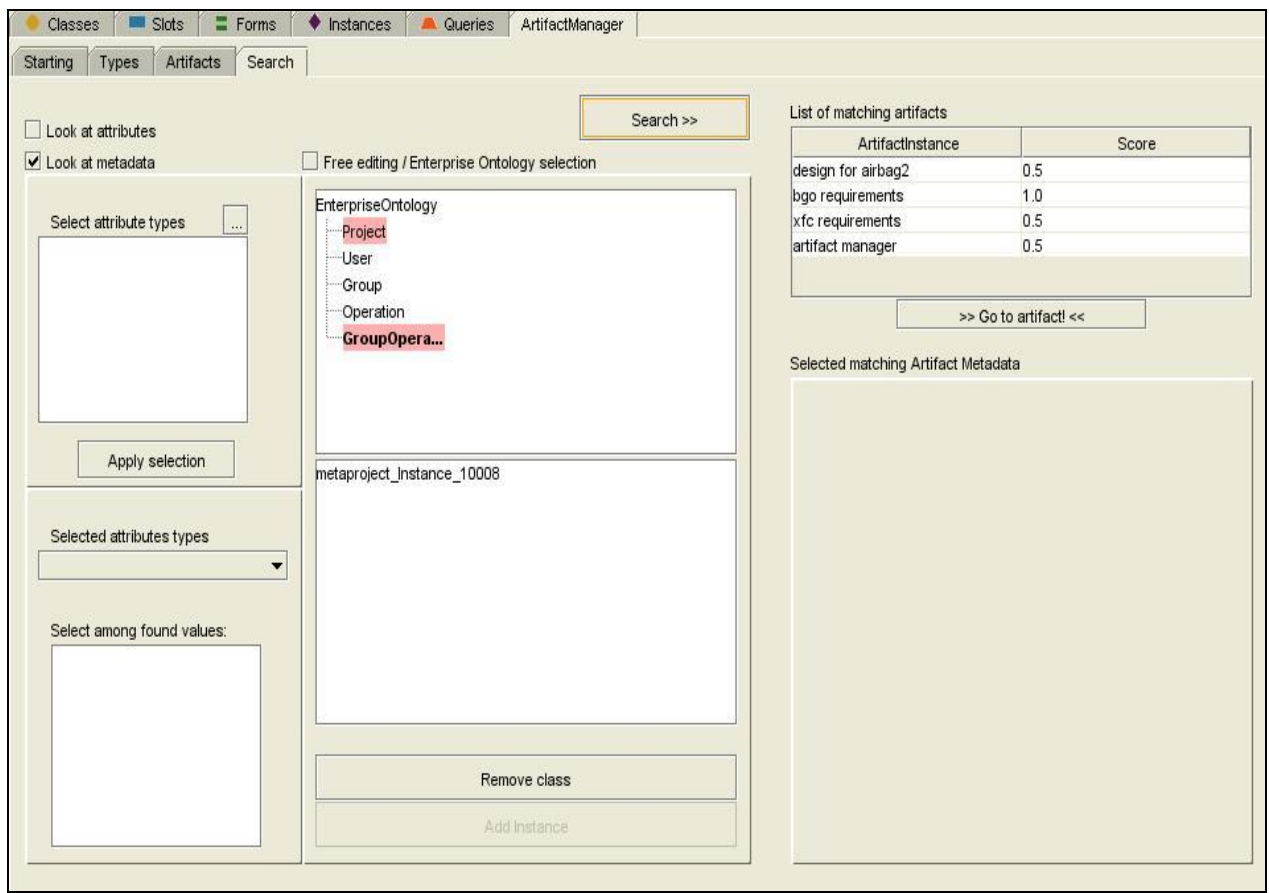 Classes Slots Forms Instances Queries ArtifactManager
Starting Types Artifacts Search
Search >>
Look at attributes
Look at metadata
Free editing / Enterprise Ontology selection
Select attribute types ...
Apply selection
Selected attributes types
Select among found values:
EnterpriseOntology
Project
User
Group
Operation
GroupOpera...
metaproject_Instance_10008
Remove class
Add Instance
List of matching artifacts
ArtifactInstance Score
design for airbag2 0.5
bgo requirements 1.0
xfc requirements 0.5
artifact manager 0.5
>> Go to artifact! <<
Selected matching Artifact Metadata